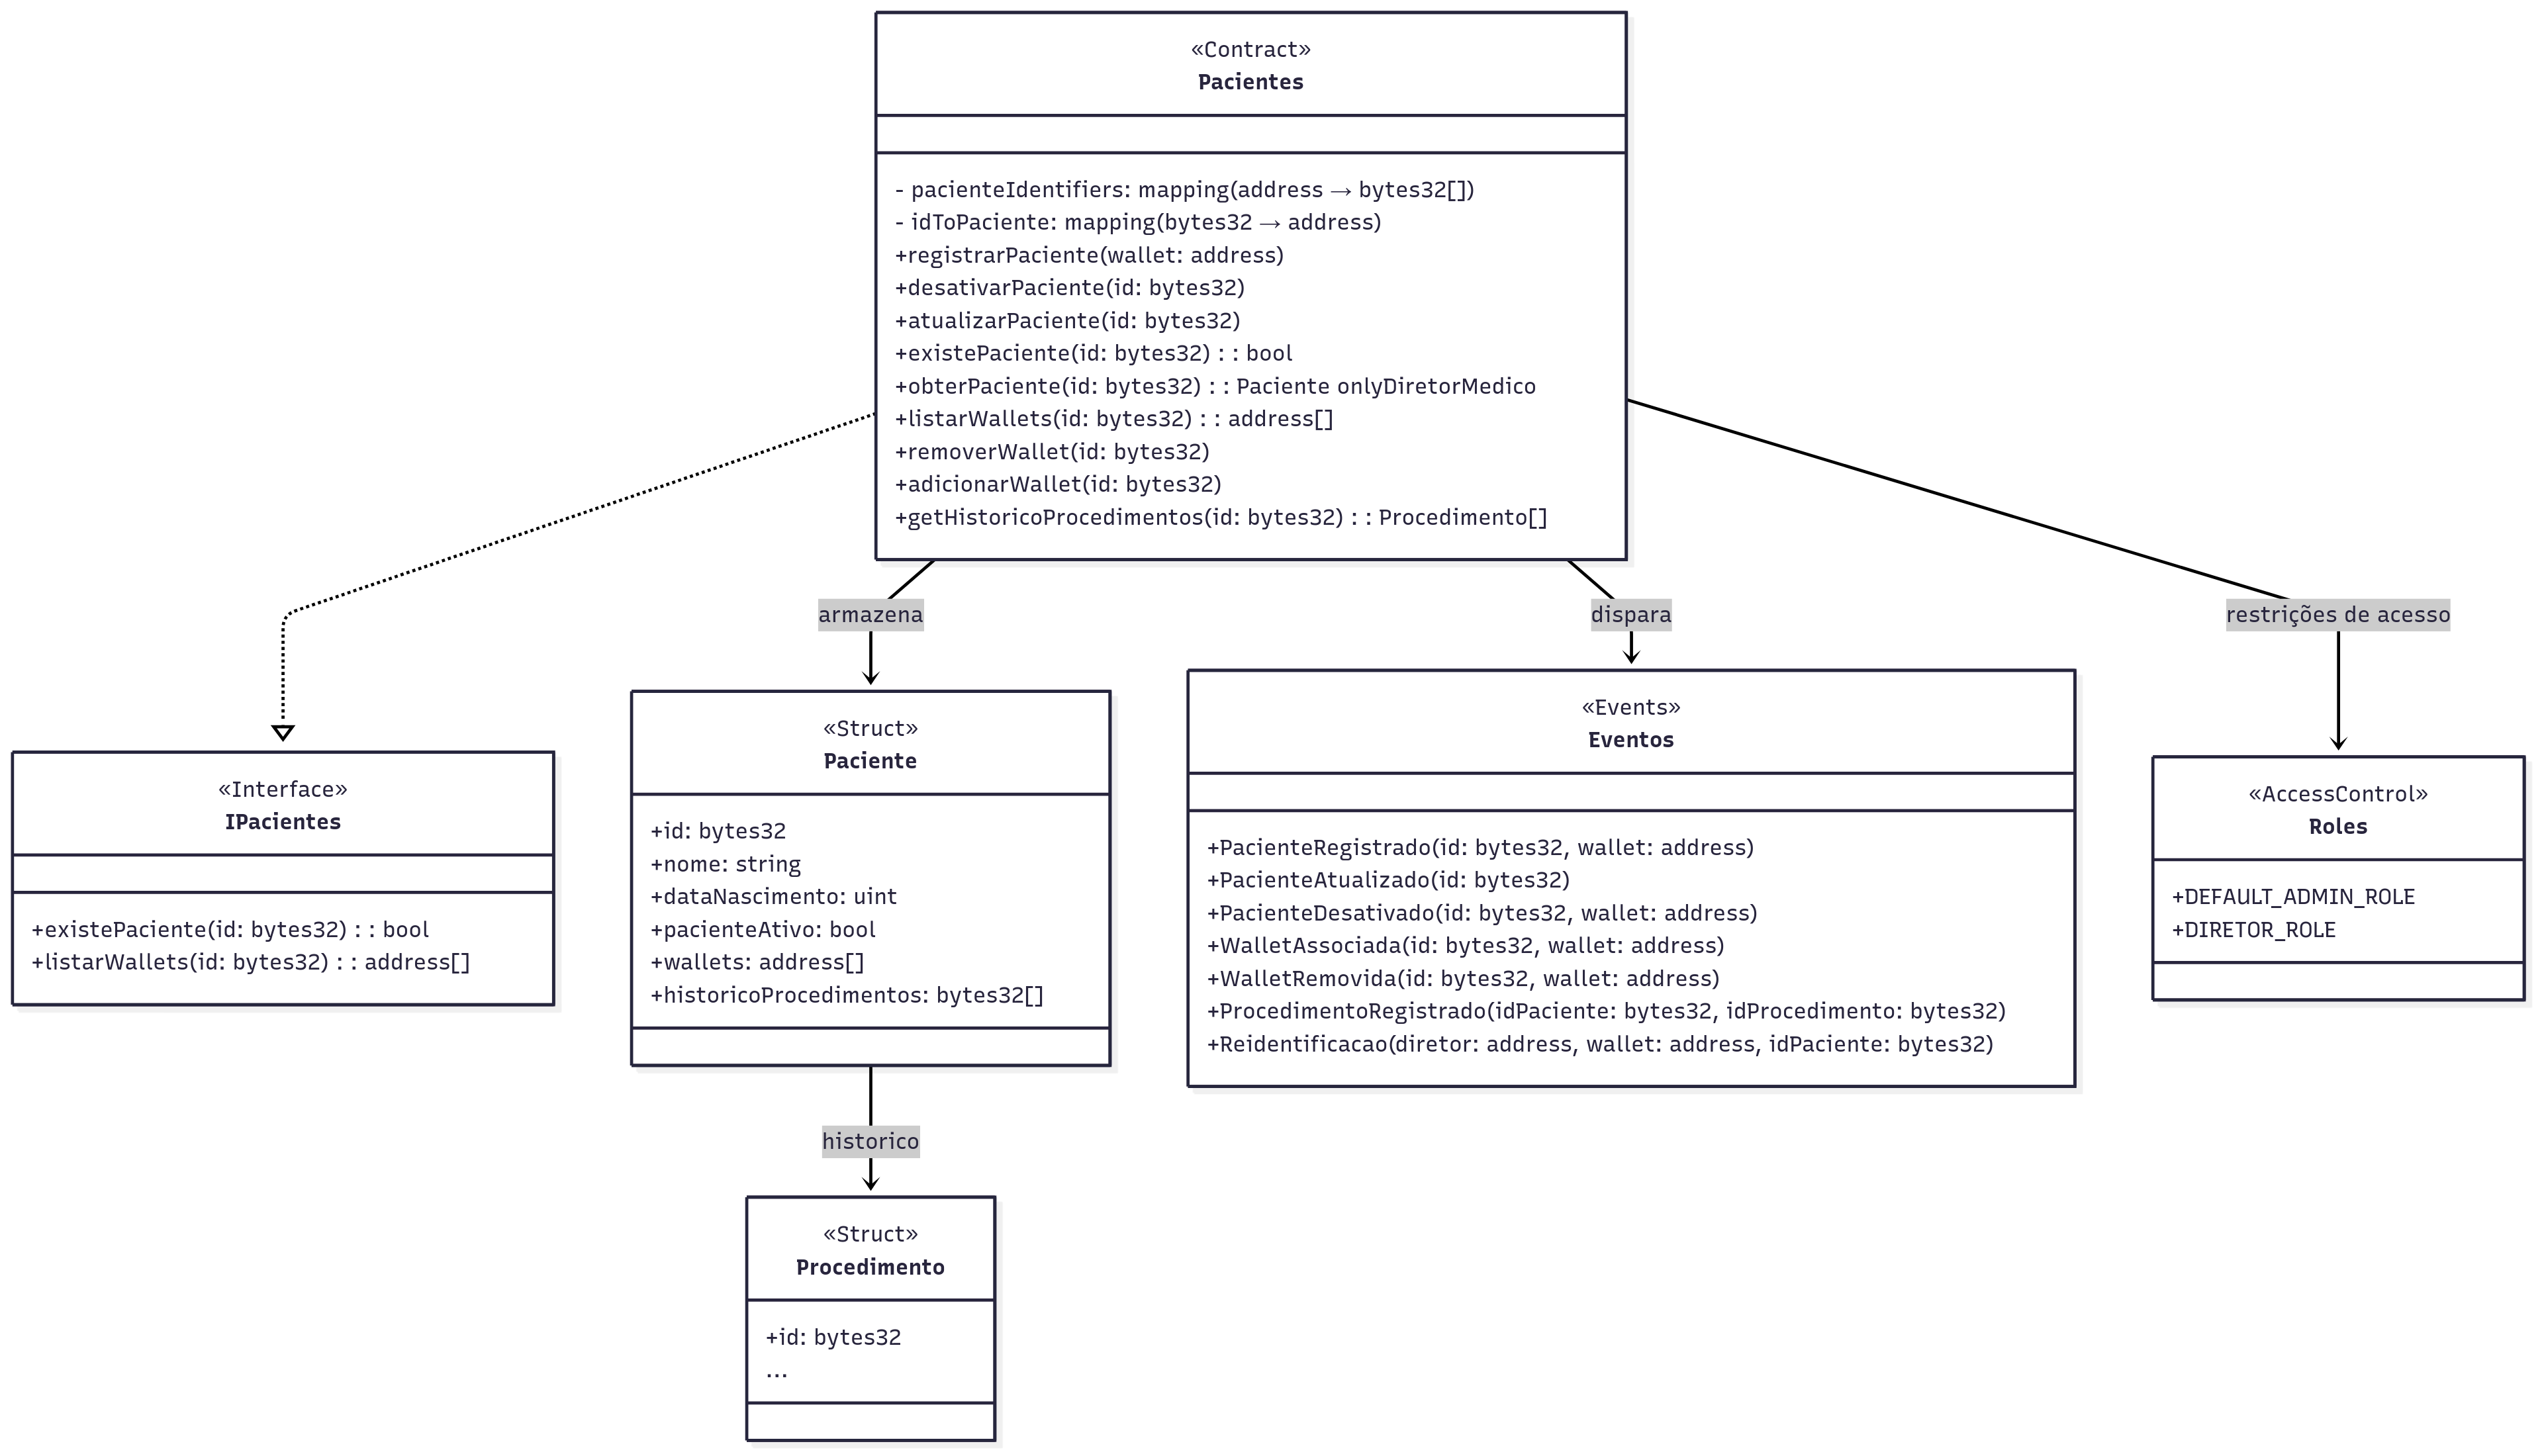 «Contract»
Pacientes
- pacienteIdentifiers: mapping(address → bytes32[])
- idToPaciente: mapping(bytes32 → address)
+registrarPaciente(wallet: address)
+desativarPaciente(id: bytes32)
+atualizarPaciente(id: bytes32)
+existePaciente(id: bytes32) : : bool
+obterPaciente(id: bytes32) : : Paciente onlyDiretorMedico
+listarWallets(id: bytes32) : : address[]
+removerWallet(id: bytes32)
+adicionarWallet(id: bytes32)
+getHistoricoProcedimentos(id: bytes32) : : Procedimento[]
armazena
dispara
restrições de acesso
«Interface»
IPacientes
+existePaciente(id: bytes32) : : bool
+listarWallets(id: bytes32) : : address[]
«Struct»
Paciente
+id: bytes32
+nome: string
+dataNascimento: uint
+pacienteAtivo: bool
+wallets: address[]
+historicoProcedimentos: bytes32[]
«Events»
Eventos
+PacienteRegistrado(id: bytes32, wallet: address)
+PacienteAtualizado(id: bytes32)
+PacienteDesativado(id: bytes32, wallet: address)
+WalletAssociada(id: bytes32, wallet: address)
+WalletRemovida(id: bytes32, wallet: address)
+ProcedimentoRegistrado(idPaciente: bytes32, idProcedimento: bytes32)
+Reidentificacao(diretor: address, wallet: address, idPaciente: bytes32)
«AccessControl»
Roles
+DEFAULT_ADMIN_ROLE
+DIRETOR_ROLE
historico
«Struct»
Procedimento
+id: bytes32
...